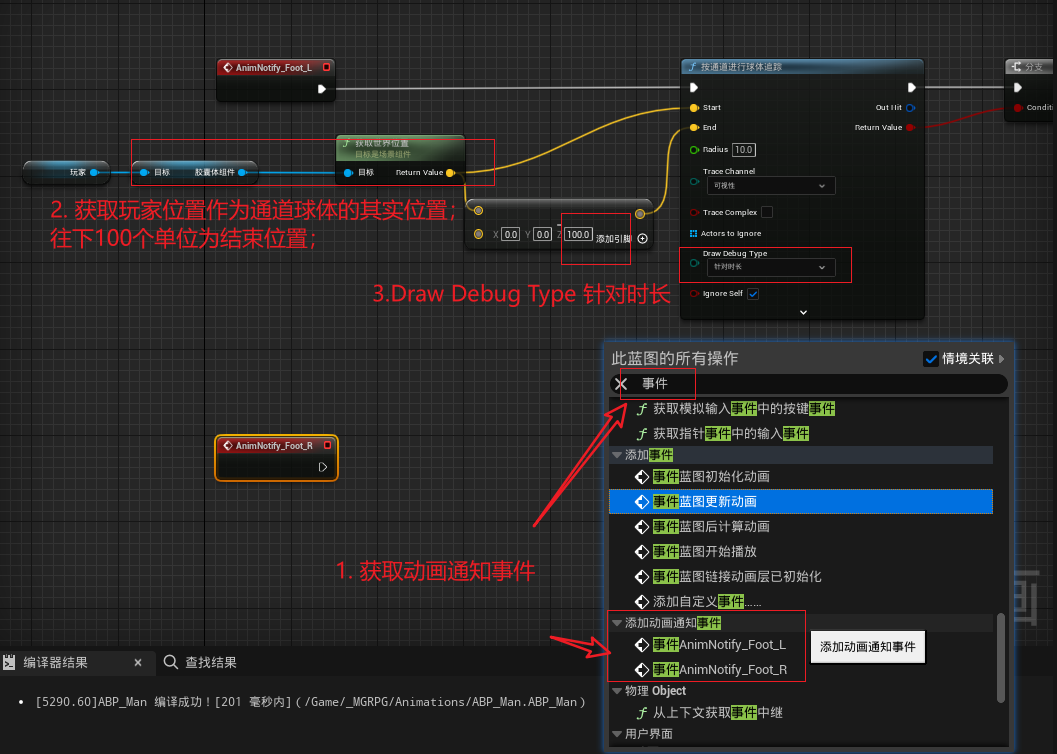 AnimNotify_Foot_L
按通道进行球体追踪
分支
Start
Out Hit
Conditi
End
Return Value
获取世界位置
目标是场景组件
Radius 10.0
玩家
目标
胶囊体组件
目标
Return Value
Trace Channel
可视性
2. 获取玩家位置作为通道球体的其实位置；
往下100个单位为结束位置；
Trace Complex
X 0.0 Y 0.0 Z 100.0 添加引脚
Actors to Ignore
Draw Debug Type
针对时长
3.Draw Debug Type 针对时长
Ignore Self
此蓝图的所有操作
情境关联
事件
获取模拟输入事件中的按键事件
获取指针事件中的输入事件
AnimNotify_Foot_R
添加事件
事件蓝图初始化动画
事件蓝图更新动画
事件蓝图后计算动画
事件蓝图开始播放
1. 获取动画通知事件
事件蓝图链接动画层已初始化
添加自定义事件……
画
添加动画通知事件
事件AnimNotify_Foot_L
添加动画通知事件
事件AnimNotify_Foot_R
编译器结果
查找结果
物理 Object
从上下文获取事件中继
用户界面
[5290.60]ABP_Man 编译成功！[201 毫秒内]（/Game/_MGRPG/Animations/ABP_Man.ABP_Man）